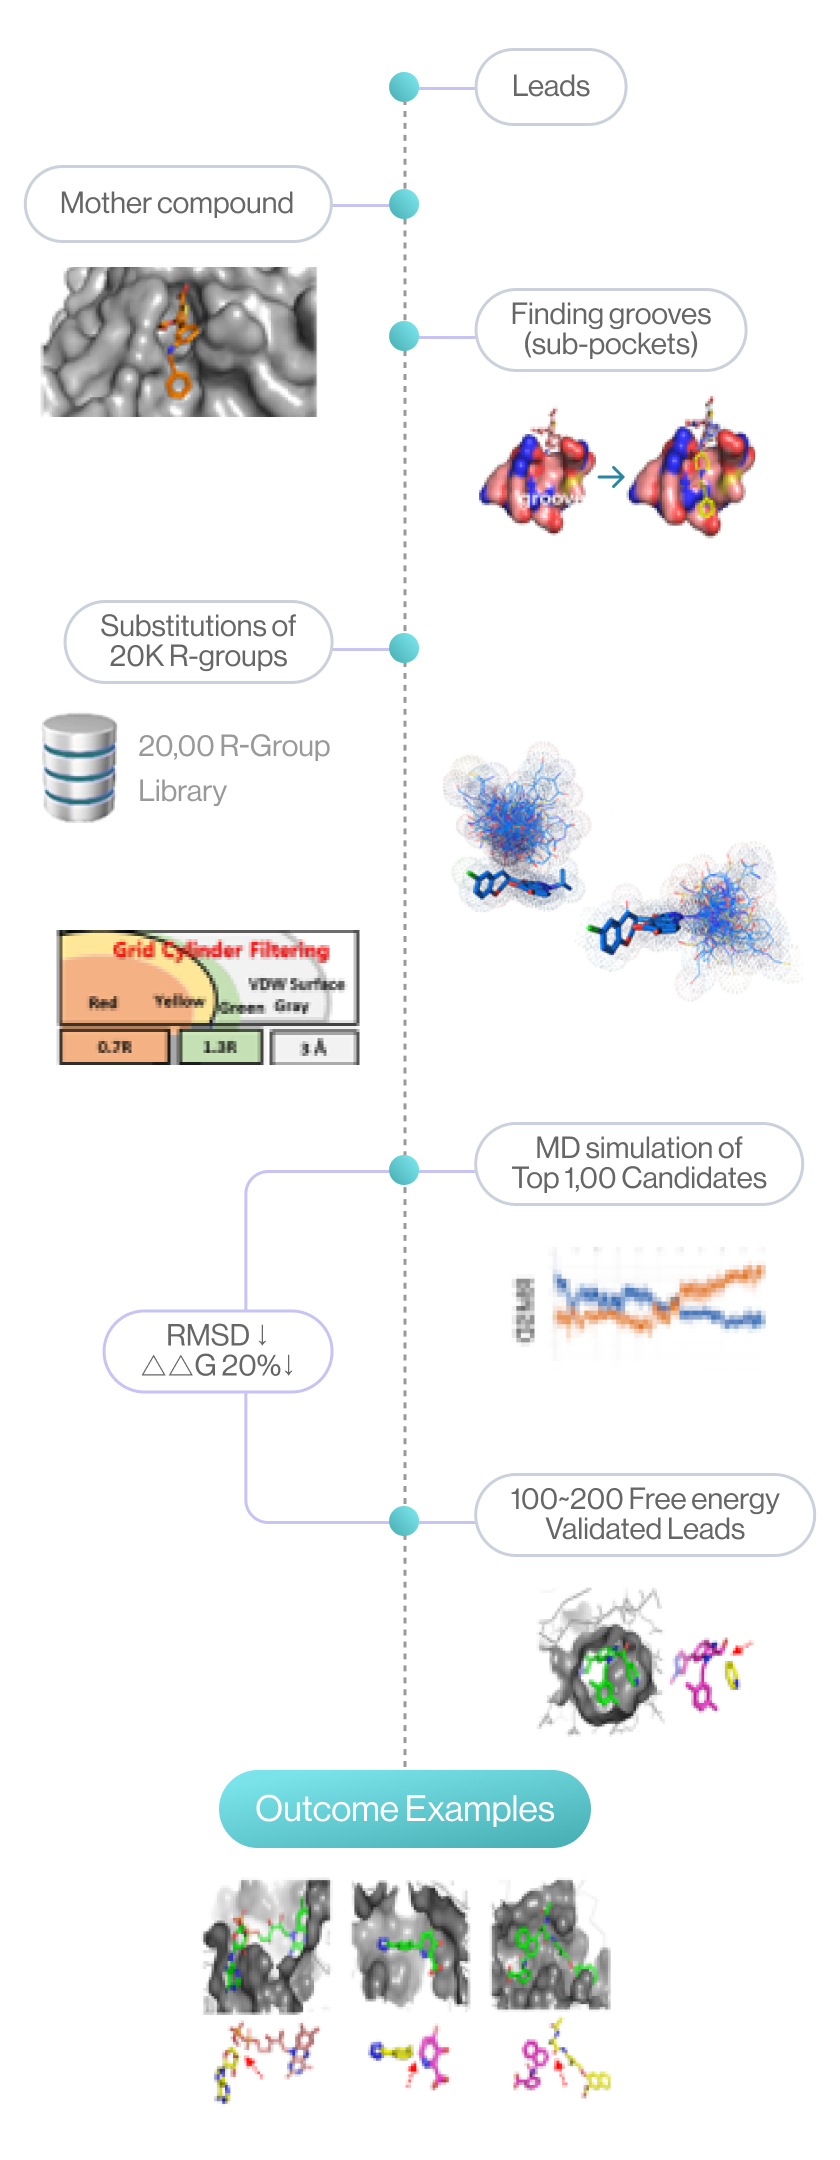 Leads
Mother compound
Finding grooves
(sub-pockets)
groove
Substitutions of
20K R-groups
20,00 R-Group
Library
Grid Cylinder Filtering
VDW Surface
Red Yellow Green Gray
0.7R 1.3R 3 Å
MD simulation of
Top 1,00 Candidates
RMSD
RMSD ↓
△△G 20%↓
100~200 Free energy
Validated Leads
Outcome Examples